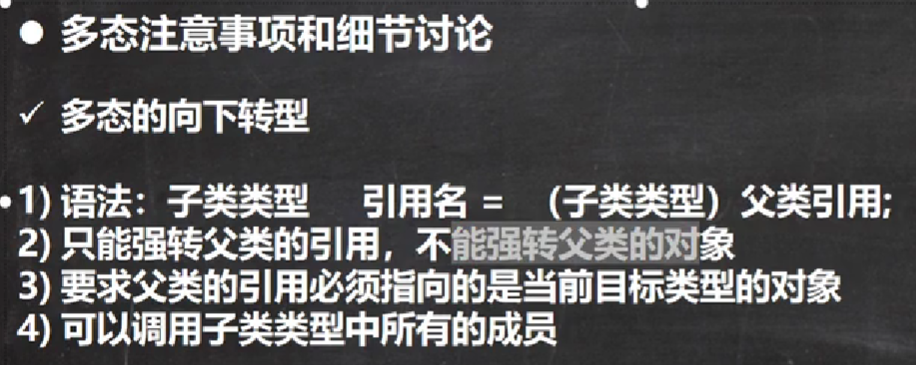 ● 多态注意事项和细节讨论
✓ 多态的向下转型
1) 语法：子类类型 引用名 = （子类类型）父类引用;
2) 只能强转父类的引用，不能强转父类的对象
3) 要求父类的引用必须指向的是当前目标类型的对象
4) 可以调用子类类型中所有的成员